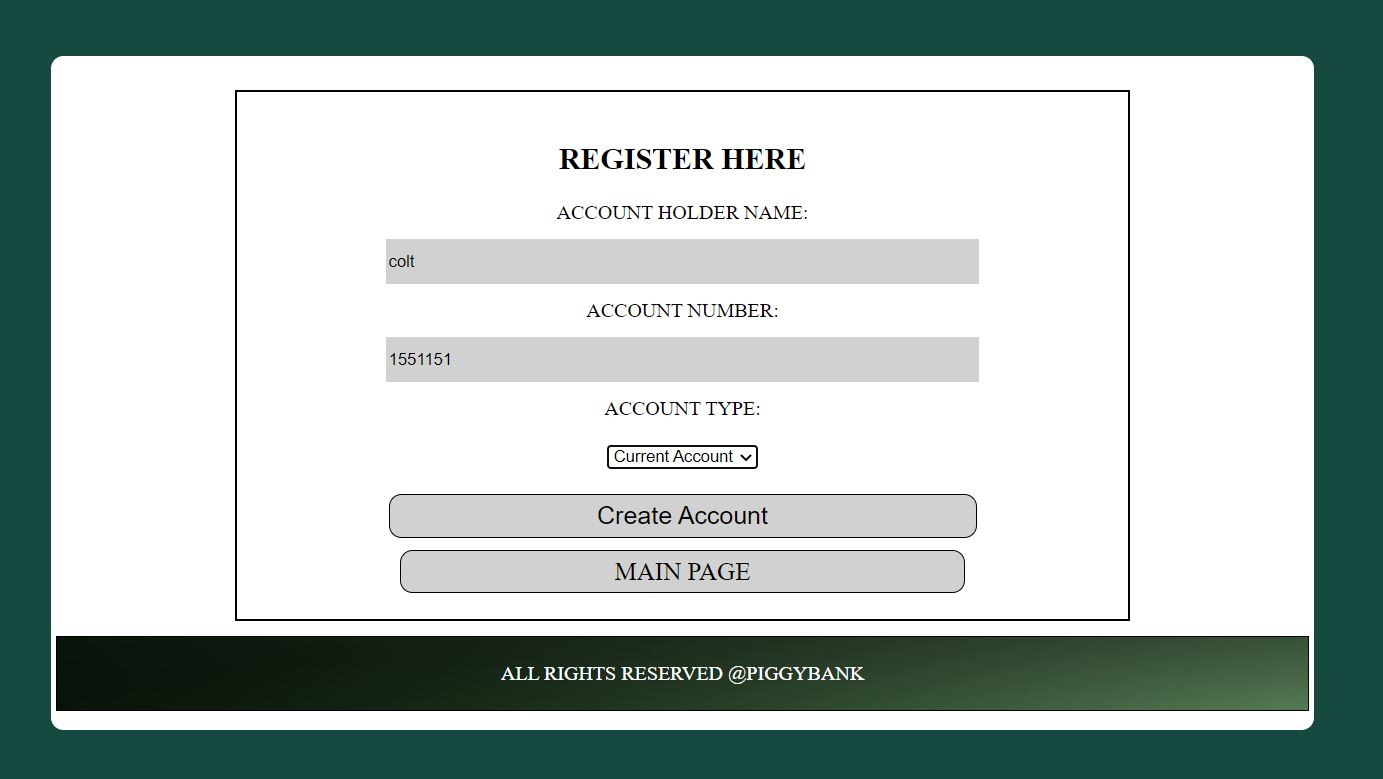 REGISTER HERE
ACCOUNT HOLDER NAME:
colt
ACCOUNT NUMBER:
1551151
ACCOUNT TYPE:
Current Account
Create Account
MAIN PAGE
ALL RIGHTS RESERVED @PIGGYBANK